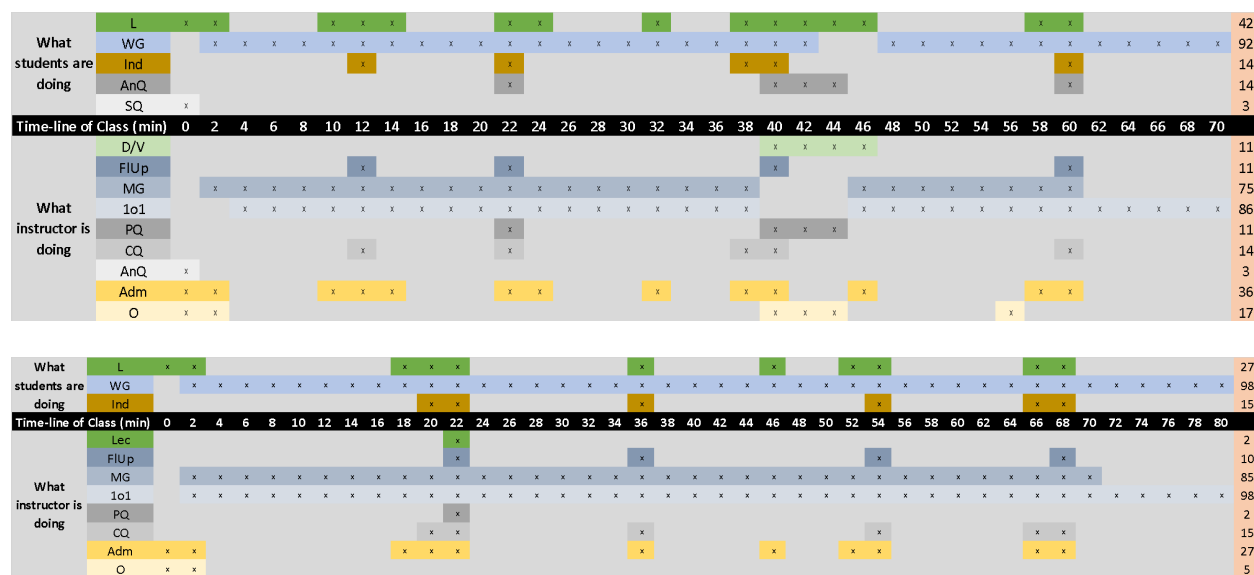 L x x x x x x x x x x x x x x x 42
What WG x x x x x x x x x x x x x x x x x x x x x x x x x x x x x x x x x 92
students are Ind x x x x x 14
doing AnQ x x x x x 14
SQ x 3
Time-line of Class (min) 0 2 4 6 8 10 12 14 16 18 20 22 24 26 28 30 32 34 36 38 40 42 44 46 48 50 52 54 56 58 60 62 64 66 68 70
D/V x x x x 11
FlUp x x x x 11
MG x x x x x x x x x x x x x x x x x x x x x x x x x x x 75
What 1o1 x x x x x x x x x x x x x x x x x x x x x x x x x x x x x x x 86
instructor is PQ x x x x 11
doing CQ x x x x x 14
AnQ x 3
Adm x x x x x x x x x x x x x 36
O x x x x x x 17
What L x x x x x x x x x x x 27
students are WG x x x x x x x x x x x x x x x x x x x x x x x x x x x x x x x x x x x x x x x x 98
doing Ind x x x x x x 15
Time-line of Class (min) 0 2 4 6 8 10 12 14 16 18 20 22 24 26 28 30 32 34 36 38 40 42 44 46 48 50 52 54 56 58 60 62 64 66 68 70 72 74 76 78 80
Lec x 2
FlUp x x x x 10
MG x x x x x x x x x x x x x x x x x x x x x x x x x x x x x x x x x x x 85
What 1o1 x x x x x x x x x x x x x x x x x x x x x x x x x x x x x x x x x x x x x x x x 98
instructor is PQ x 2
doing CQ x x x x x x 15
Adm x x x x x x x x x x x 27
O x x 5